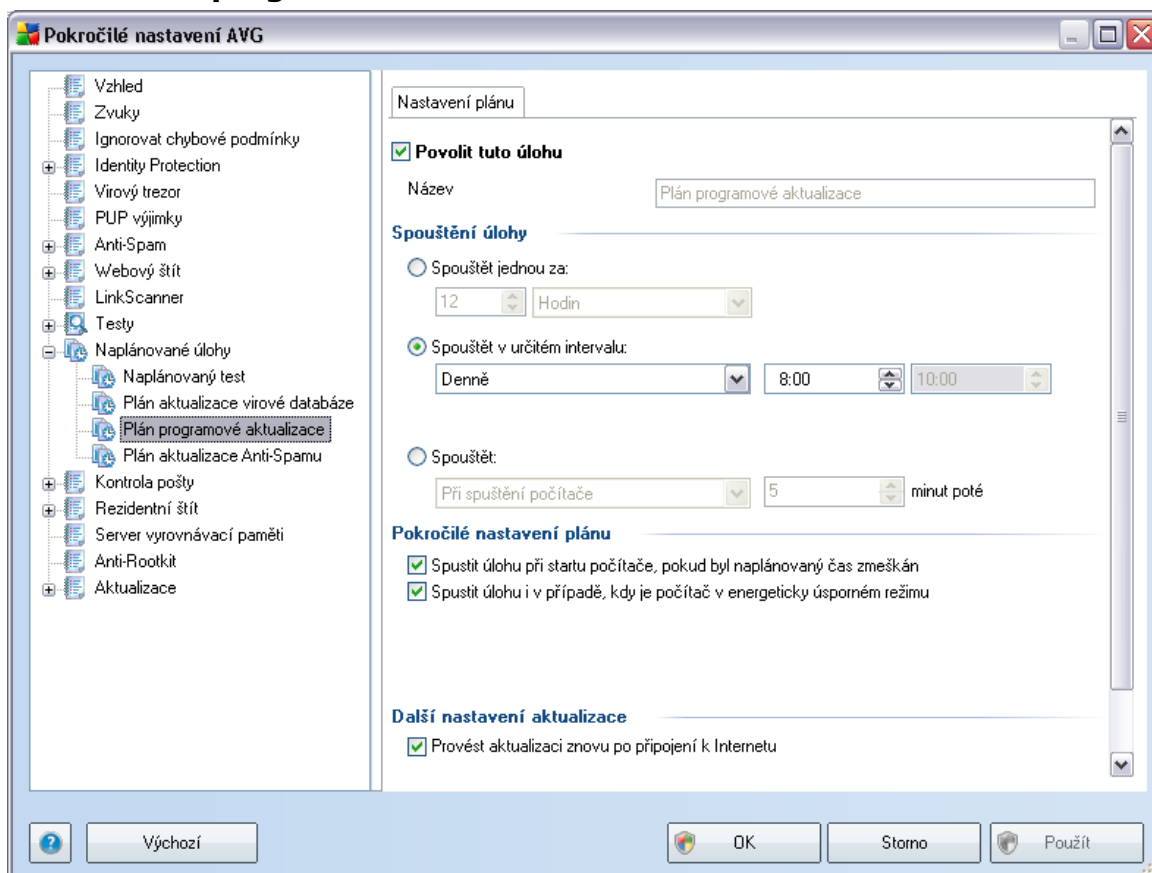 Pokročilé nastavení AVG
Vzhled
Zvuky
Ignorovat chybové podmínky
Identity Protection
Virový trezor
PUP výjimky
Anti-Spam
Webový štít
LinkScanner
Testy
Naplánované úlohy
Naplánovaný test
Plán aktualizace virové databáze
Plán programové aktualizace
Plán aktualizace Anti-Spamu
Kontrola pošty
Rezidentní štít
Server vyrovnávací paměti
Anti-Rootkit
Aktualizace
Nastavení plánu
Povolit tuto úlohu
Název Plán programové aktualizace
Spouštění úlohy
Spouštět jednou za:
12 Hodin
Spouštět v určitém intervalu:
Denně 8:00 10:00
Spouštět:
Při spuštění počítače 5 minut poté
Pokročilé nastavení plánu
Spustit úlohu při startu počítače, pokud byl naplánovaný čas zmeškán
Spustit úlohu i v případě, kdy je počítač v energeticky úsporném režimu
Další nastavení aktualizace
Provést aktualizaci znovu po připojení k Internetu
Výchozí OK Storno Použít